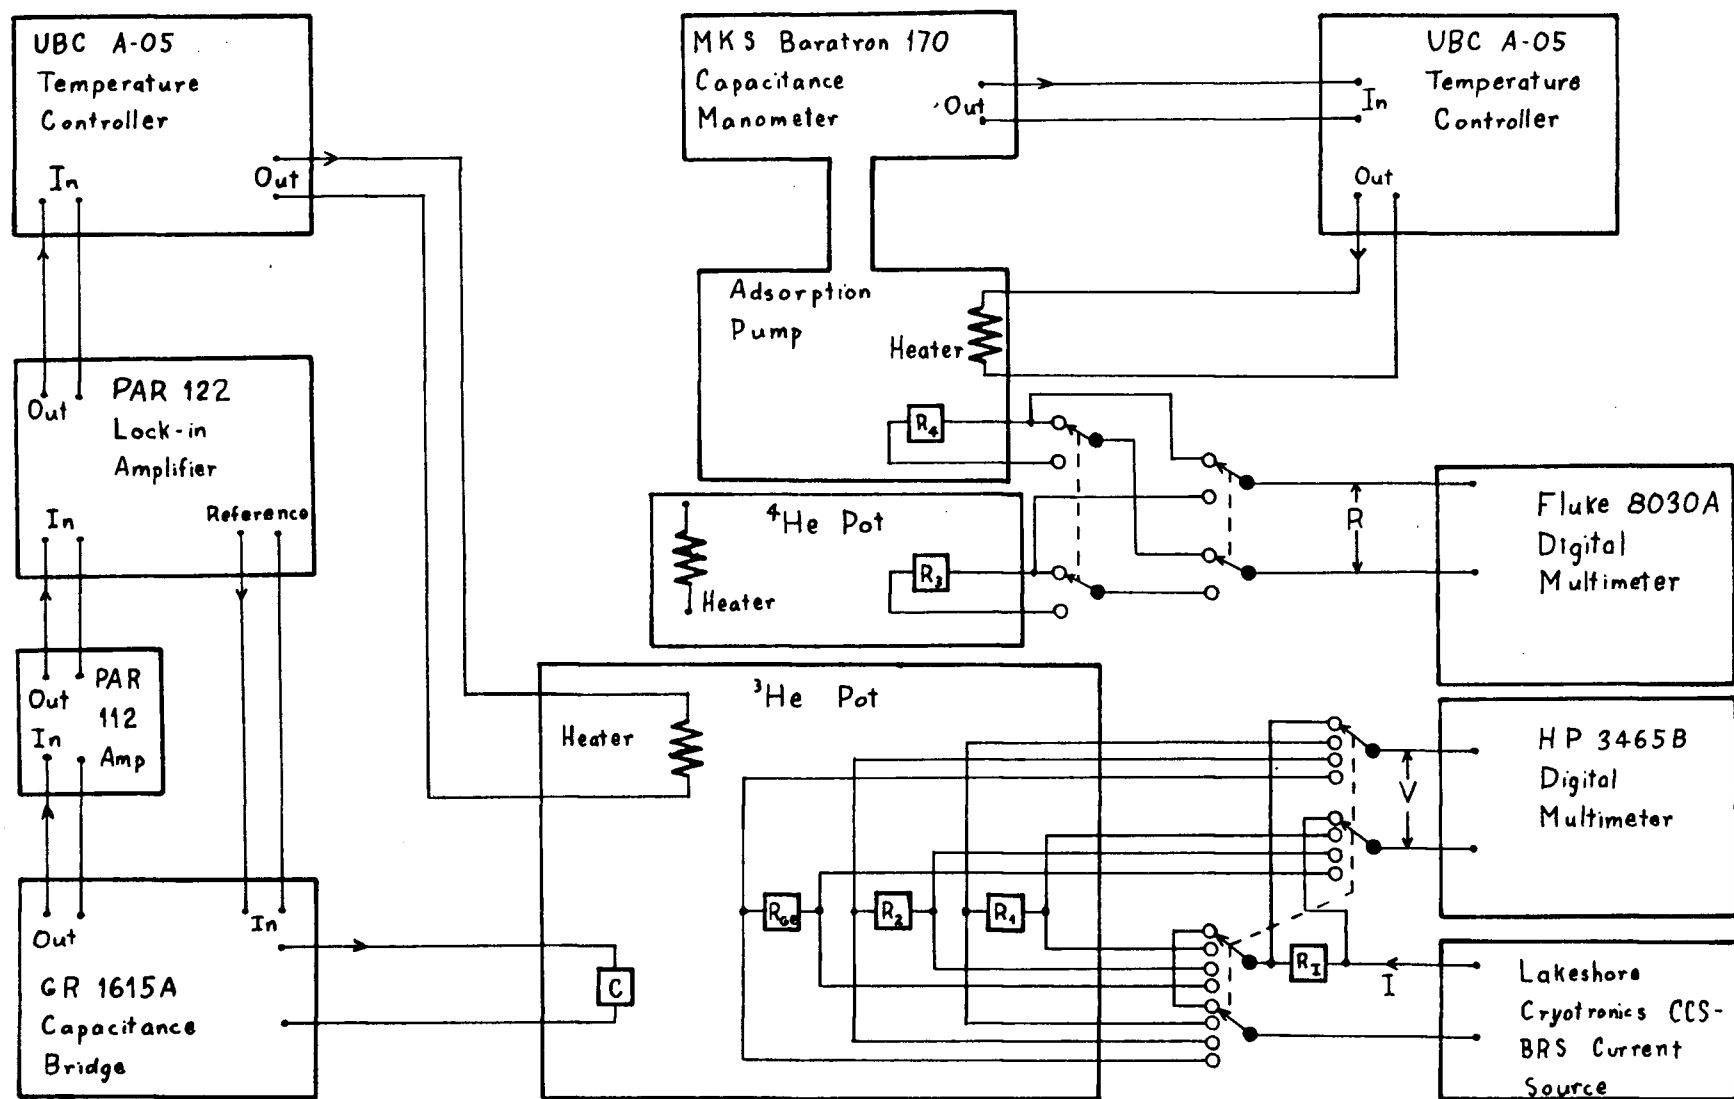 UBC A-05
Temperature
Controller
In
Out
MKS Baratron 170
Capacitance
Manometer
Out
UBC A-05
Temperature
Controller
In
Out
Adsorption
Pump
Heater
R4
PAR 122
Lock-in
Amplifier
Out
In
Reference
⁴He Pot
Heater
R3
R
Fluke 8030A
Digital
Multimeter
PAR
112
Amp
Out
In
³He Pot
Heater
RGe
R2
R1
C
V
HP 3465B
Digital
Multimeter
Out
In
GR 1615A
Capacitance
Bridge
RI
I
Lakeshore
Cryotronics CCS-
BRS Current
Source